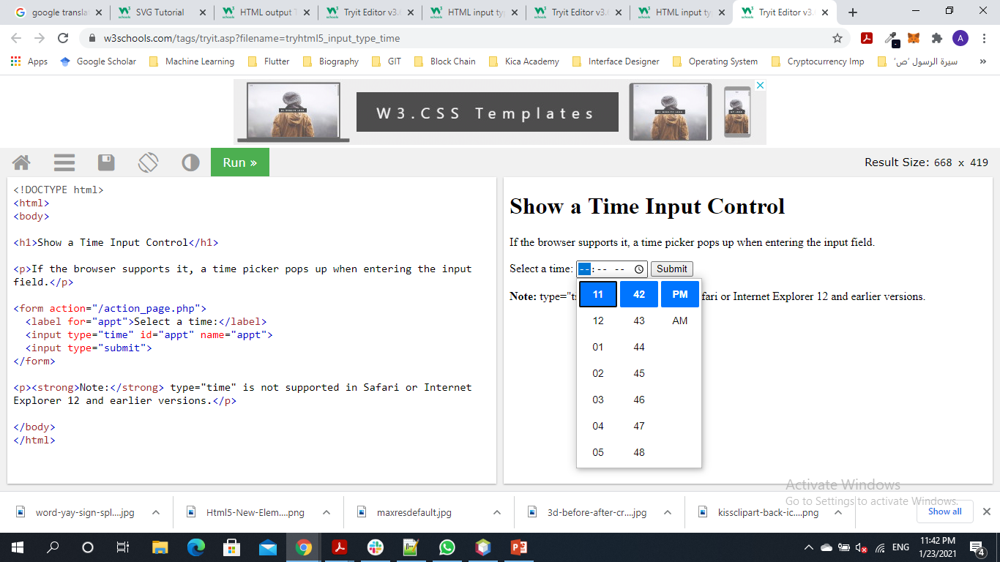 google transla
SVG Tutorial
HTML output T
Tryit Editor v3.
HTML input ty
Tryit Editor v3.
HTML input ty
Tryit Editor v3.
w3schools.com/tags/tryit.asp?filename=tryhtml5_input_type_time
A
Apps
Google Scholar
Machine Learning
Flutter
Biography
GIT
Block Chain
Kica Academy
Interface Designer
Operating System
Cryptocurrency Imp
سيرة الرسول ’ص‘
»
W3.CSS Templates
Run »
Result Size: 668 x 419
<!DOCTYPE html>
<html>
<body>
<h1>Show a Time Input Control</h1>
<p>If the browser supports it, a time picker pops up when entering the input
field.</p>
<form action="/action_page.php">
<label for="appt">Select a time:</label>
<input type="time" id="appt" name="appt">
<input type="submit">
</form>
<p><strong>Note:</strong> type="time" is not supported in Safari or Internet
Explorer 12 and earlier versions.</p>
</body>
</html>
Show a Time Input Control
If the browser supports it, a time picker pops up when entering the input field.
Select a time: --:-- -- Submit
Note: type="ti fari or Internet Explorer 12 and earlier versions.
11 42 PM
12 43 AM
01 44
02 45
03 46
04 47
05 48
Activate Windows
Go to Settings to activate Windows.
word-yay-sign-spl....jpg
Html5-New-Elem....png
maxresdefault.jpg
3d-before-after-cr....jpg
kissclipart-back-ic....png
Show all
ENG
11:42 PM
1/23/2021
4